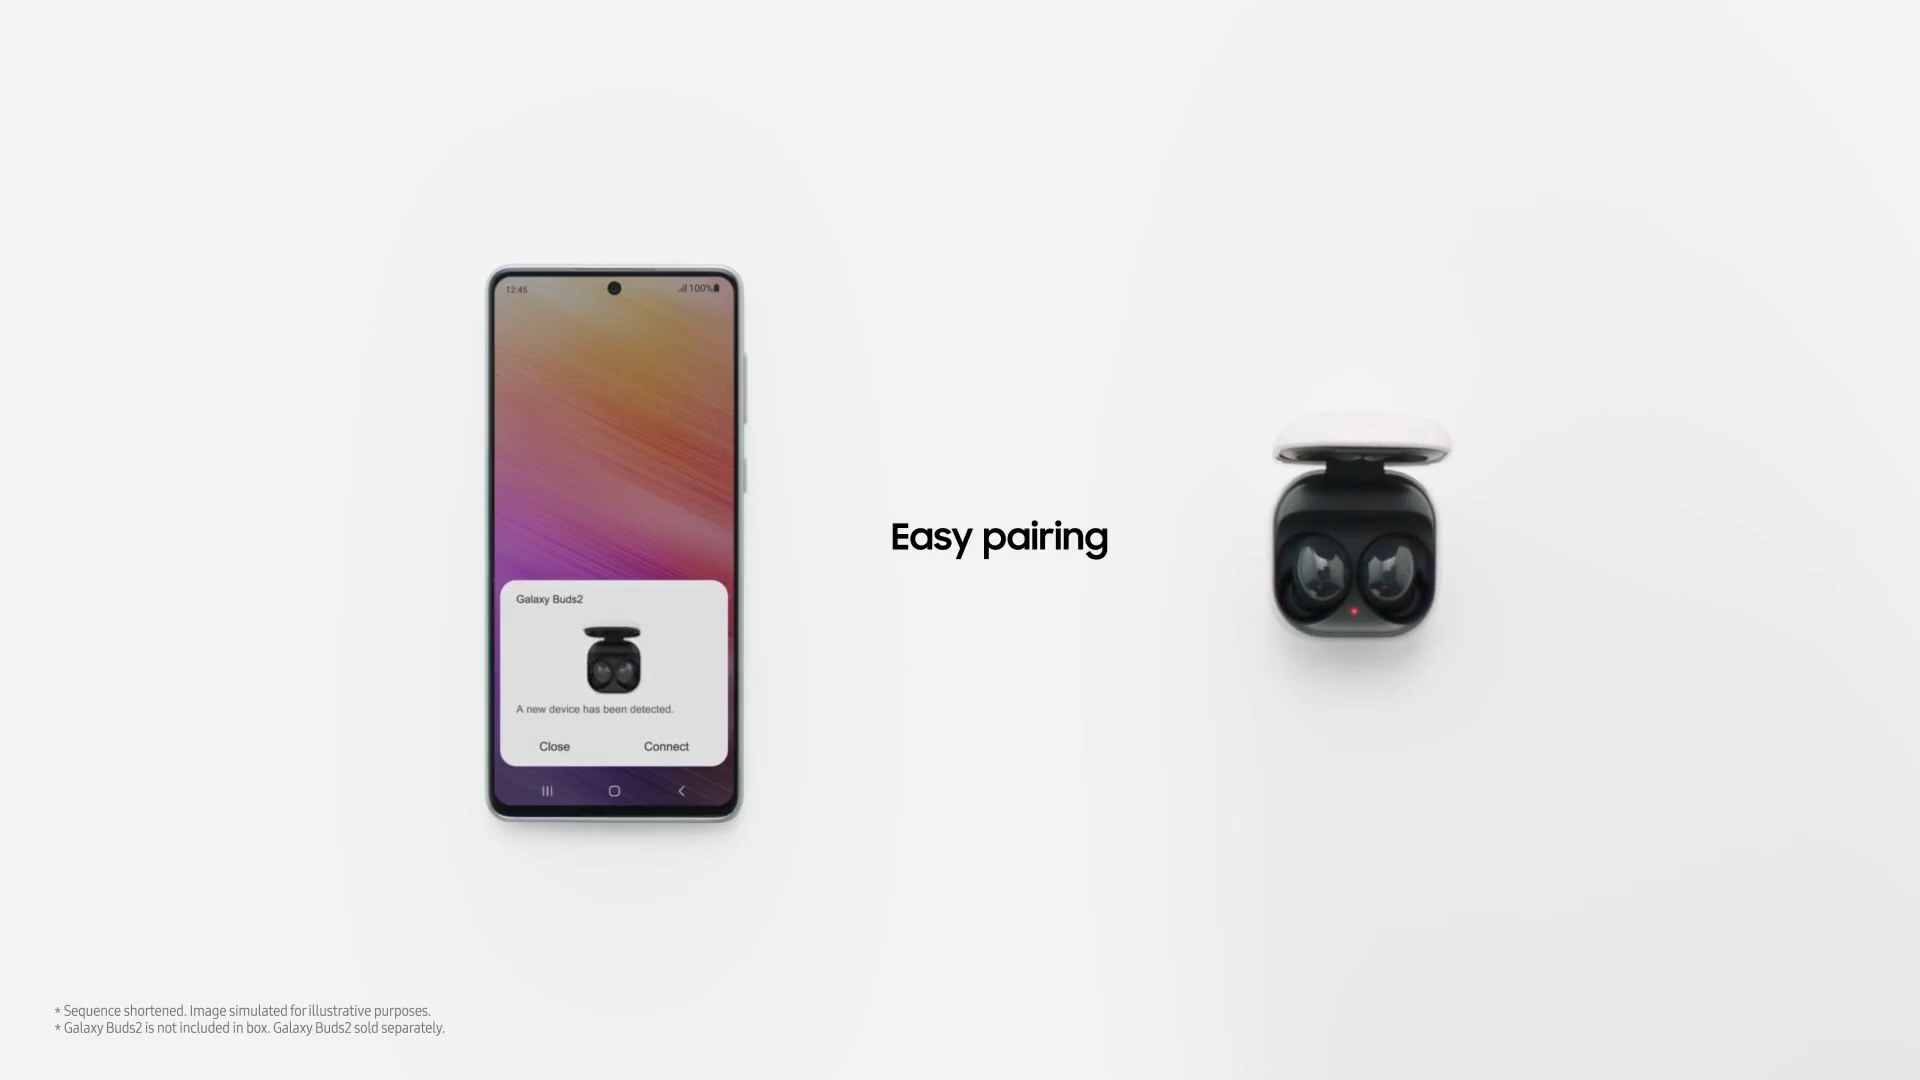 12:45
100%
Easy pairing
Galaxy Buds2
A new device has been detected.
Close Connect
* Sequence shortened. Image simulated for illustrative purposes.
* Galaxy Buds2 is not included in box. Galaxy Buds2 sold separately.